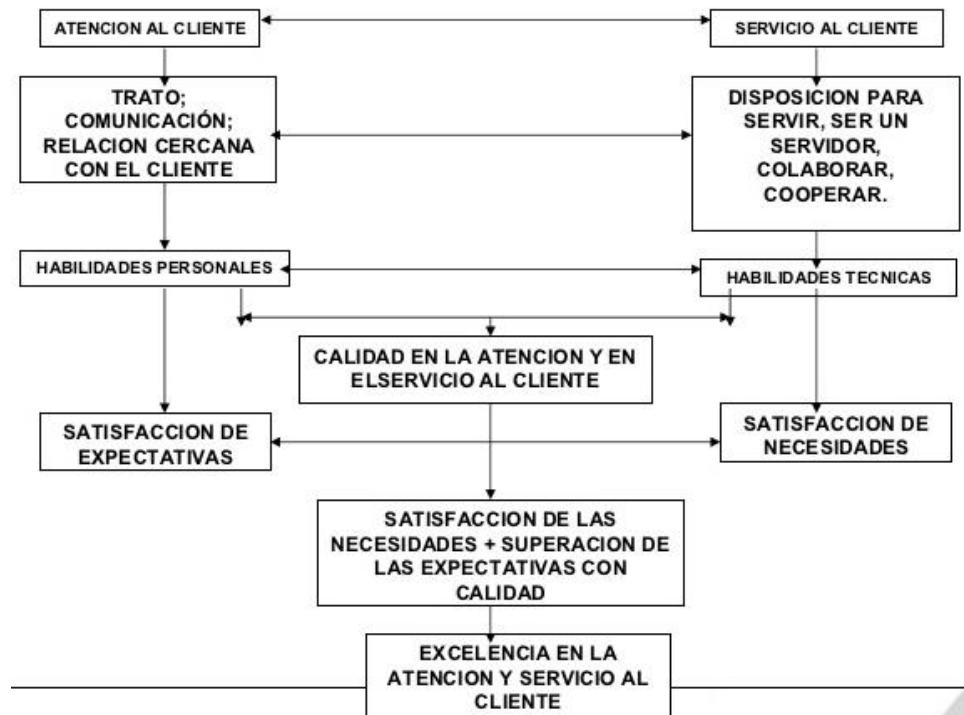 ATENCION AL CLIENTE
SERVICIO AL CLIENTE
TRATO;
COMUNICACIÓN;
RELACION CERCANA
CON EL CLIENTE
DISPOSICION PARA
SERVIR, SER UN
SERVIDOR,
COLABORAR,
COOPERAR.
HABILIDADES PERSONALES
HABILIDADES TECNICAS
CALIDAD EN LA ATENCION Y EN
ELSERVICIO AL CLIENTE
SATISFACCION DE
EXPECTATIVAS
SATISFACCION DE
NECESIDADES
SATISFACCION DE LAS
NECESIDADES + SUPERACION DE
LAS EXPECTATIVAS CON
CALIDAD
EXCELENCIA EN LA
ATENCION Y SERVICIO AL
CLIENTE